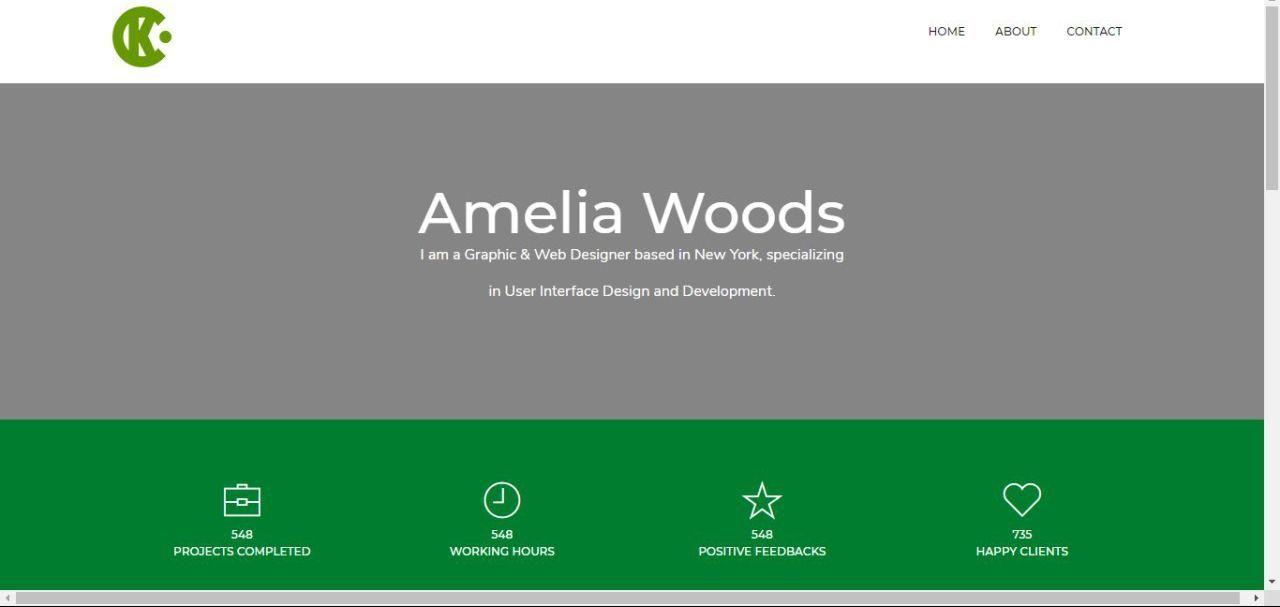 CK
HOME ABOUT CONTACT
Amelia Woods
I am a Graphic & Web Designer based in New York, specializing
in User Interface Design and Development.
548 548 548 735
PROJECTS COMPLETED WORKING HOURS POSITIVE FEEDBACKS HAPPY CLIENTS